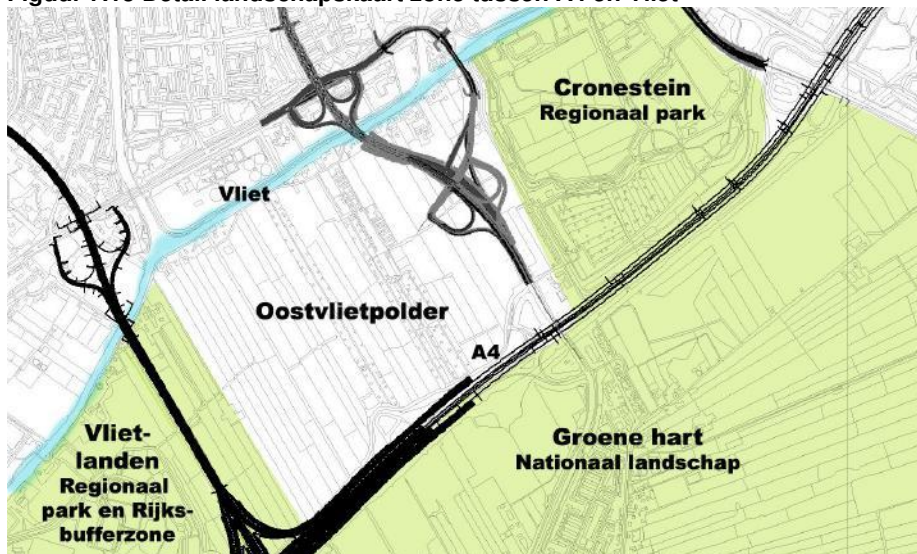 Cronestein
Regionaal park
Vliet
Oostvlietpolder
A4
Vliet-
landen
Regionaal
park en Rijks-
bufferzone
Groene hart
Nationaal landschap